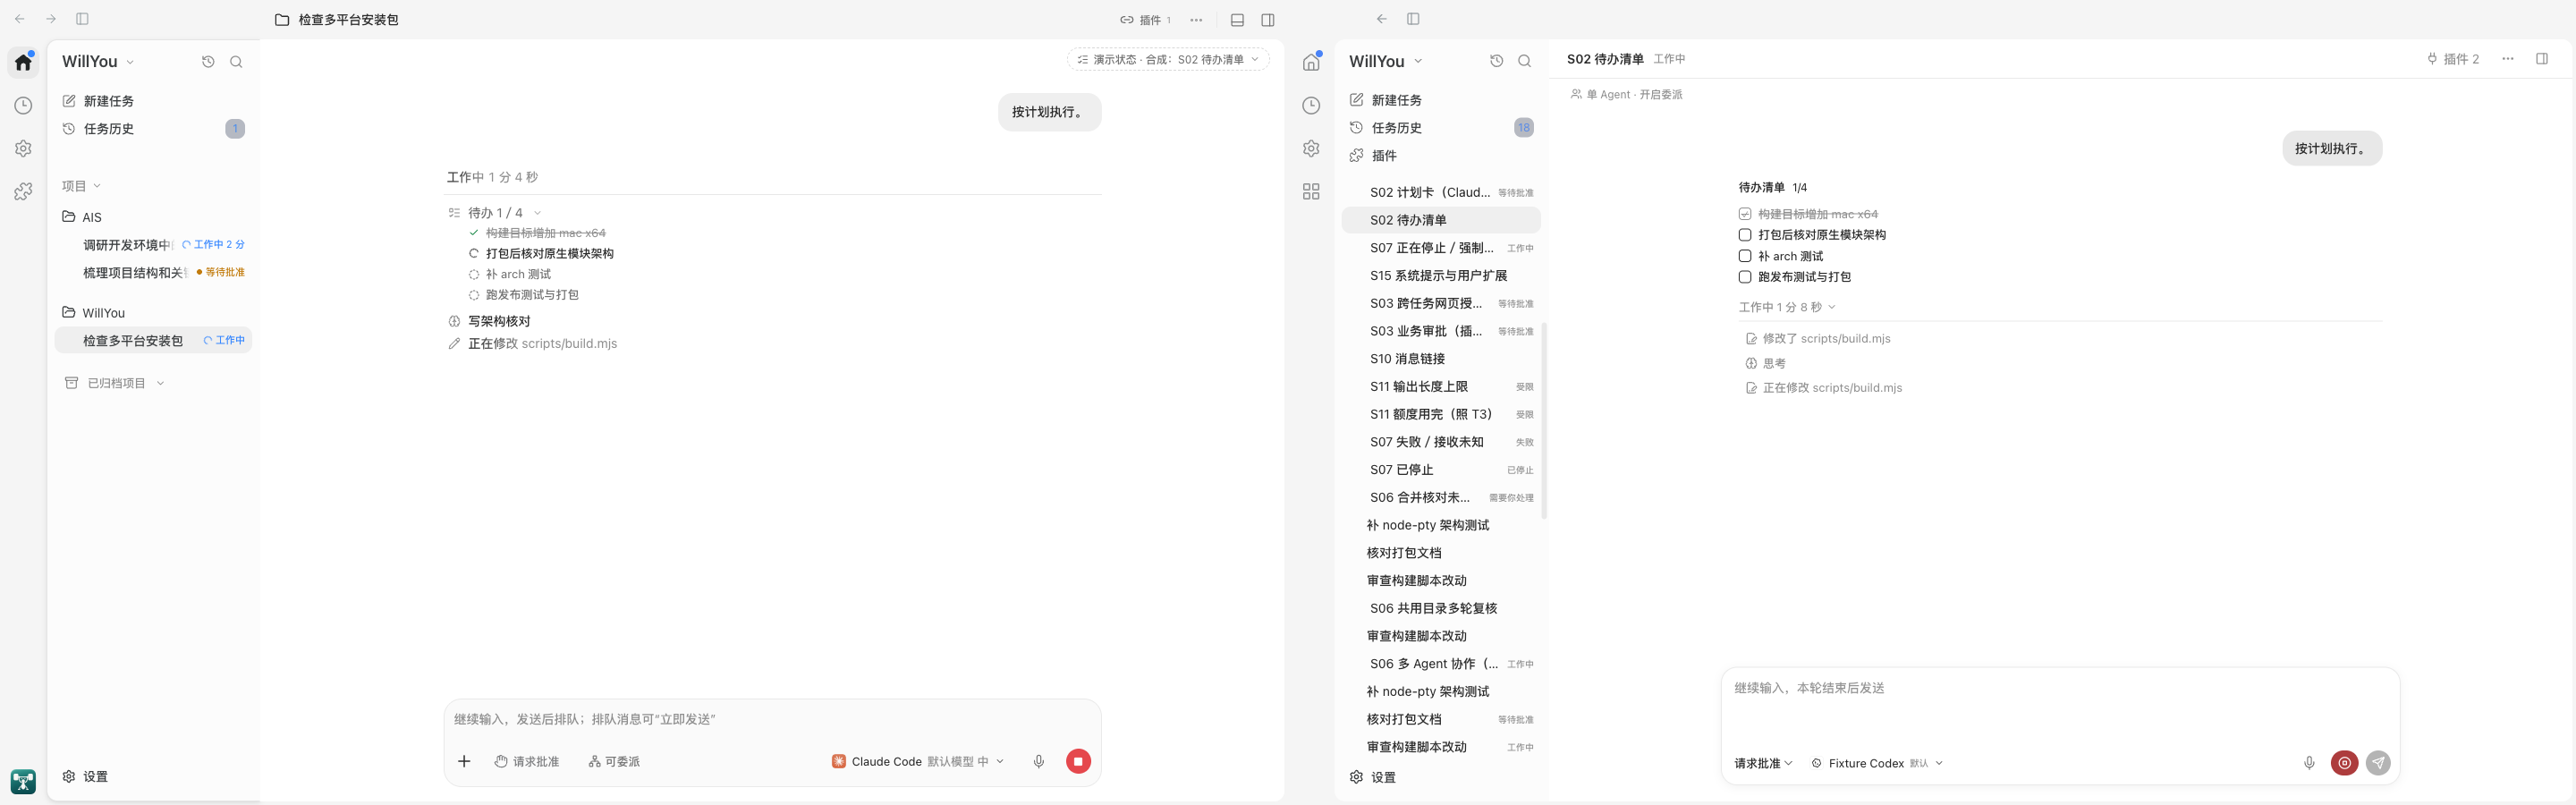 检查多平台安装包
插件 1
WillYou
新建任务
任务历史
1
项目
AIS
调研开发环境中
工作中 2 分
梳理项目结构和关
等待批准
WillYou
检查多平台安装包
工作中
已归档项目
设置
演示状态 · 合成：S02 待办清单
按计划执行。
工作中 1 分 4 秒
待办 1 / 4
构建目标增加 mac x64
打包后核对原生模块架构
补 arch 测试
跑发布测试与打包
写架构核对
正在修改 scripts/build.mjs
继续输入，发送后排队；排队消息可“立即发送”
请求批准
可委派
Claude Code 默认模型 中
WillYou
新建任务
任务历史
18
插件
S02 计划卡（Claud...
等待批准
S02 待办清单
S07 正在停止 / 强制...
工作中
S15 系统提示与用户扩展
S03 跨任务网页授...
等待批准
S03 业务审批（插...
等待批准
S10 消息链接
S11 输出长度上限
受限
S11 额度用完（照 T3）
受限
S07 失败 / 接收未知
失败
S07 已停止
已停止
S06 合并核对未...
需要你处理
补 node-pty 架构测试
核对打包文档
审查构建脚本改动
S06 共用目录多轮复核
审查构建脚本改动
S06 多 Agent 协作（...
工作中
补 node-pty 架构测试
核对打包文档
等待批准
审查构建脚本改动
工作中
设置
S02 待办清单 工作中
插件 2
单 Agent · 开启委派
按计划执行。
待办清单 1/4
构建目标增加 mac x64
打包后核对原生模块架构
补 arch 测试
跑发布测试与打包
工作中 1 分 8 秒
修改了 scripts/build.mjs
思考
正在修改 scripts/build.mjs
继续输入，本轮结束后发送
请求批准
Fixture Codex 默认